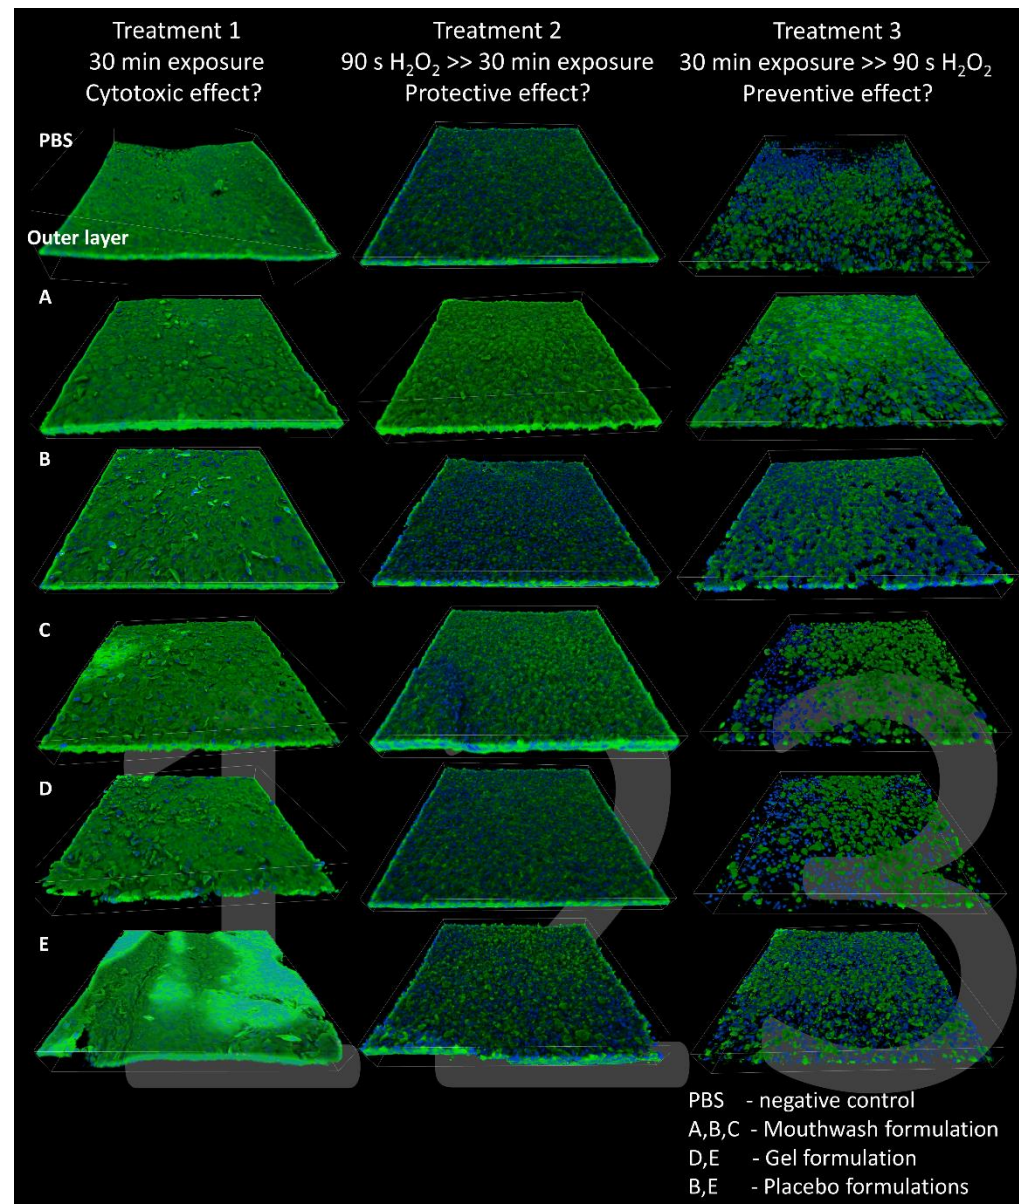 Treatment 1
30 min exposure
Cytotoxic effect?
Treatment 2
90 s H₂O₂ >> 30 min exposure
Protective effect?
Treatment 3
30 min exposure >> 90 s H₂O₂
Preventive effect?
PBS
Outer layer
A
B
C
D
E
1
2
3
PBS - negative control
A,B,C - Mouthwash formulation
D,E - Gel formulation
B,E - Placebo formulations